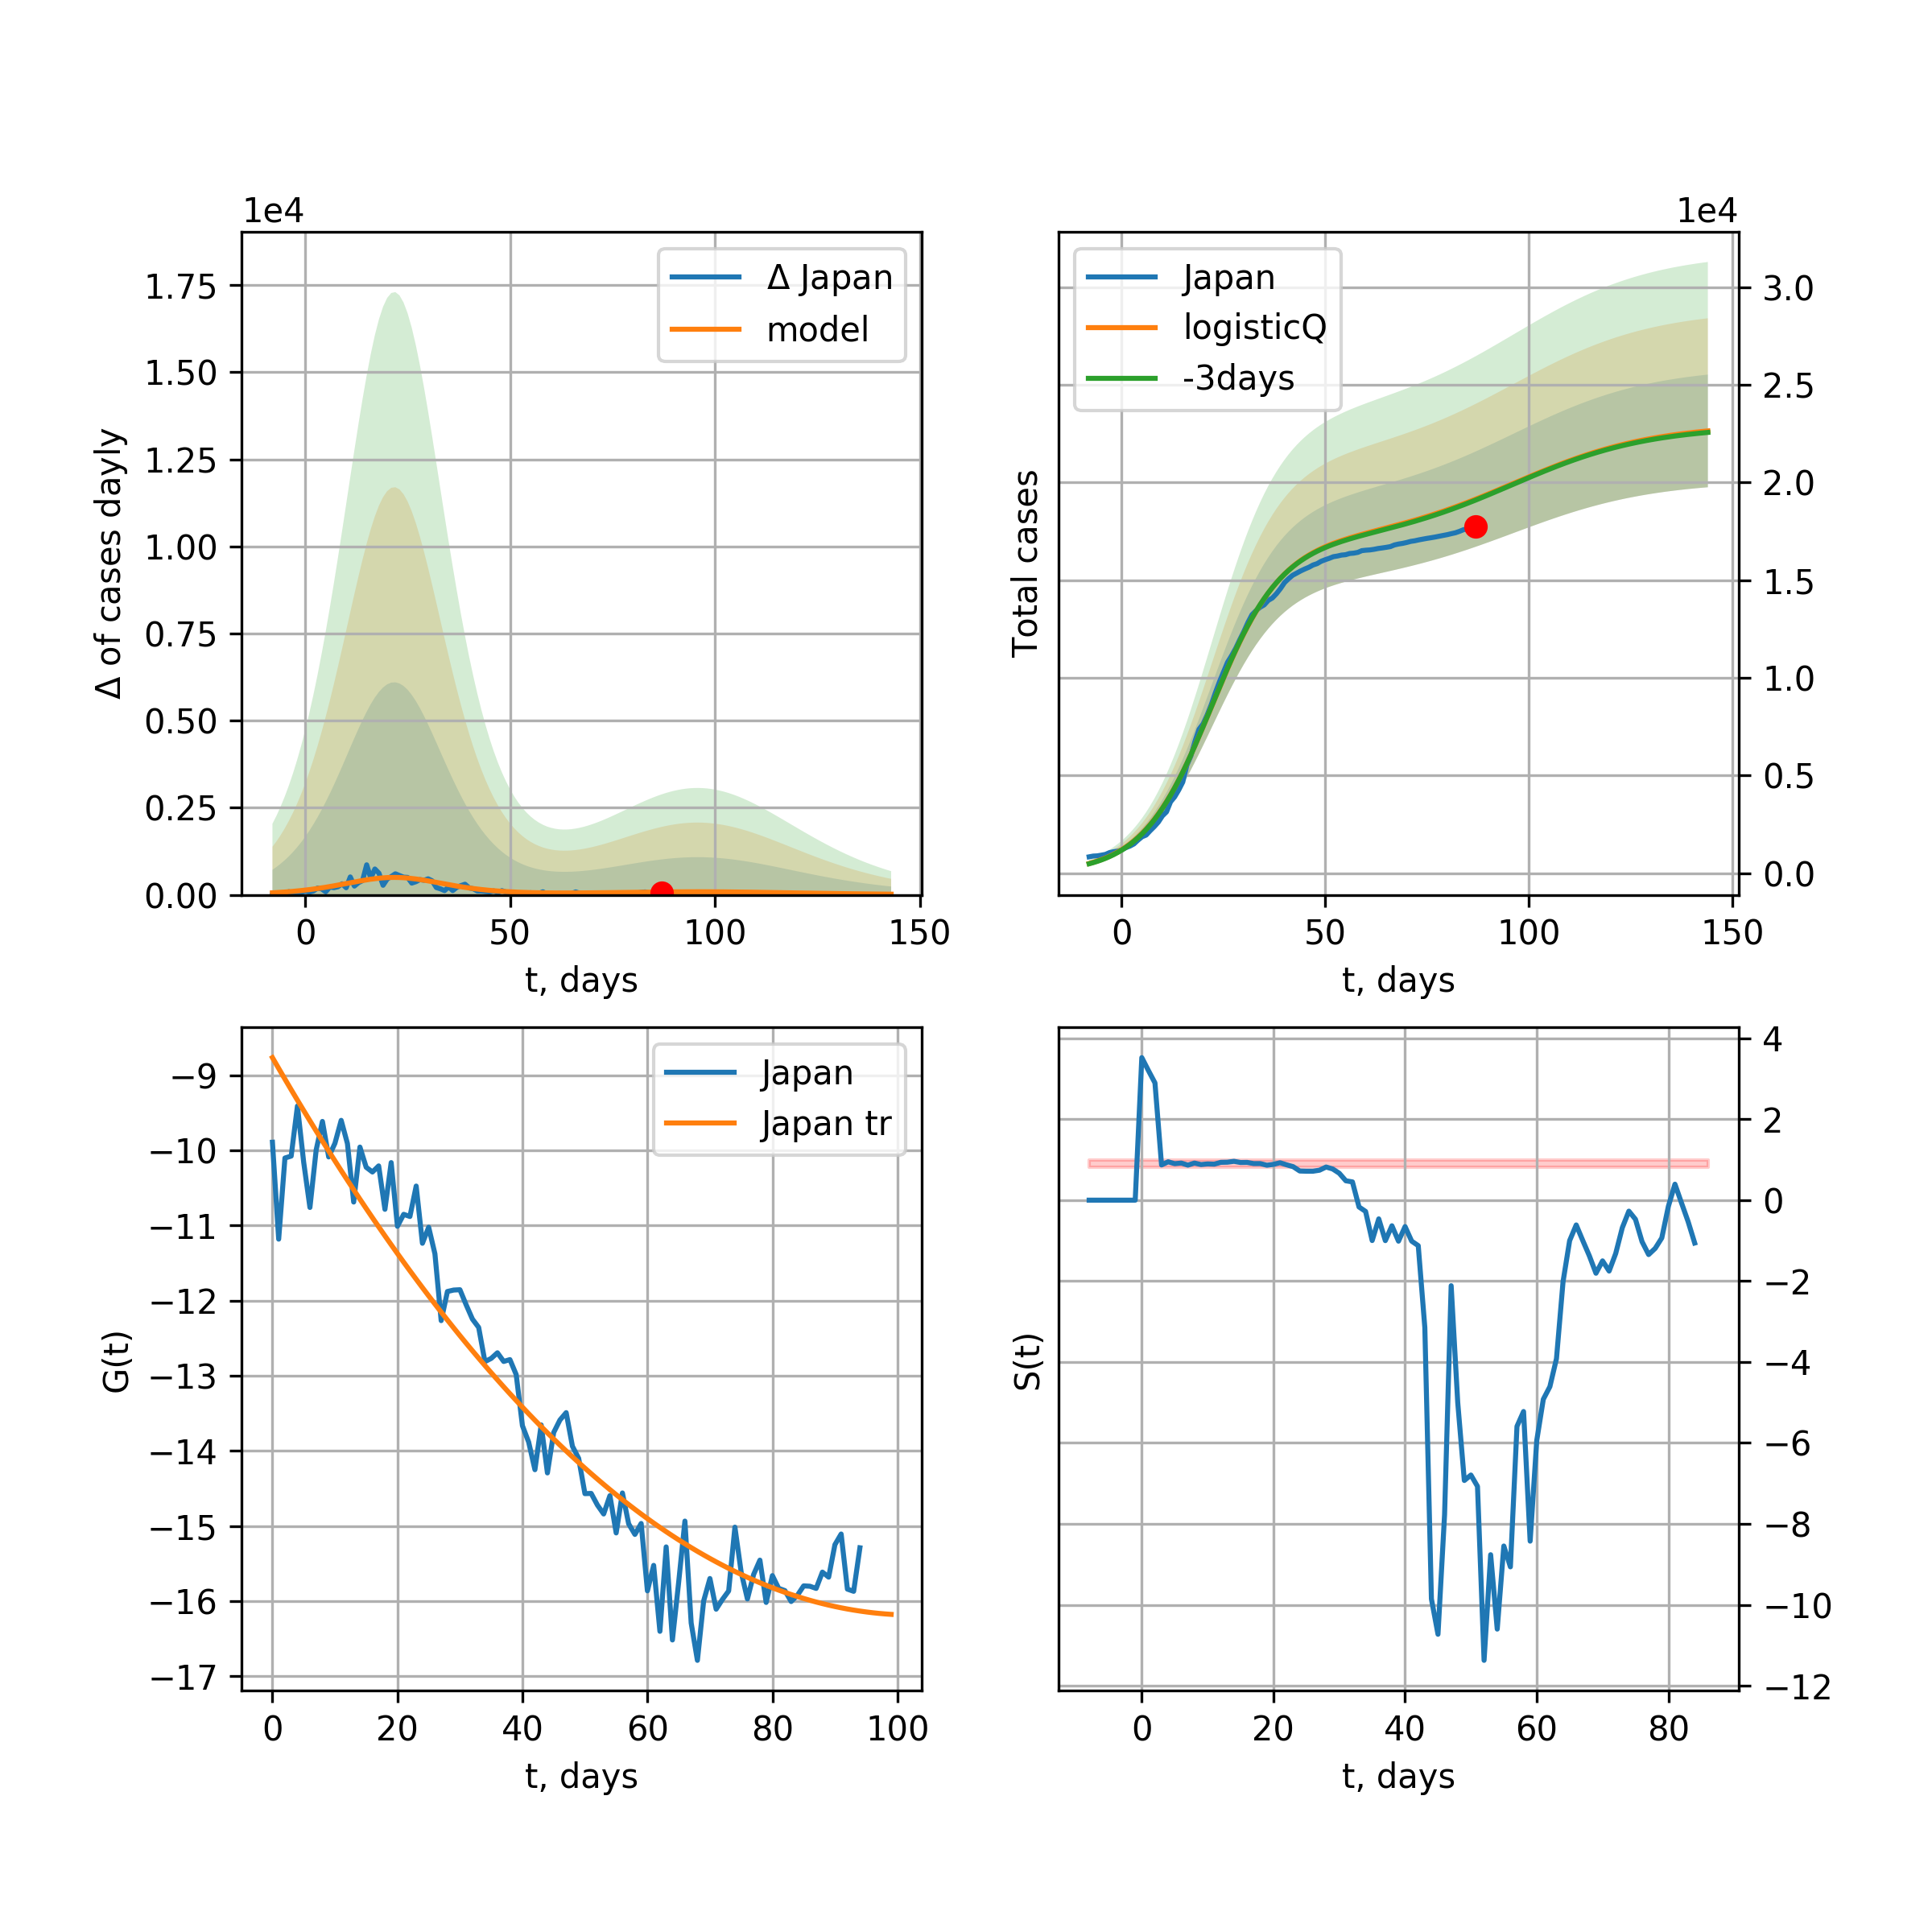 1e4
Δ of cases dayly
1.75
1.50
1.25
1.00
0.75
0.50
0.25
0.00
0 50 100 150
t, days
Δ Japan
model
1e4
Total cases
3.0
2.5
2.0
1.5
1.0
0.5
0.0
0 50 100 150
t, days
Japan
logisticQ
-3days
G(t)
−9
−10
−11
−12
−13
−14
−15
−16
−17
0 20 40 60 80 100
t, days
Japan
Japan tr
S(t)
4
2
0
−2
−4
−6
−8
−10
−12
0 20 40 60 80
t, days